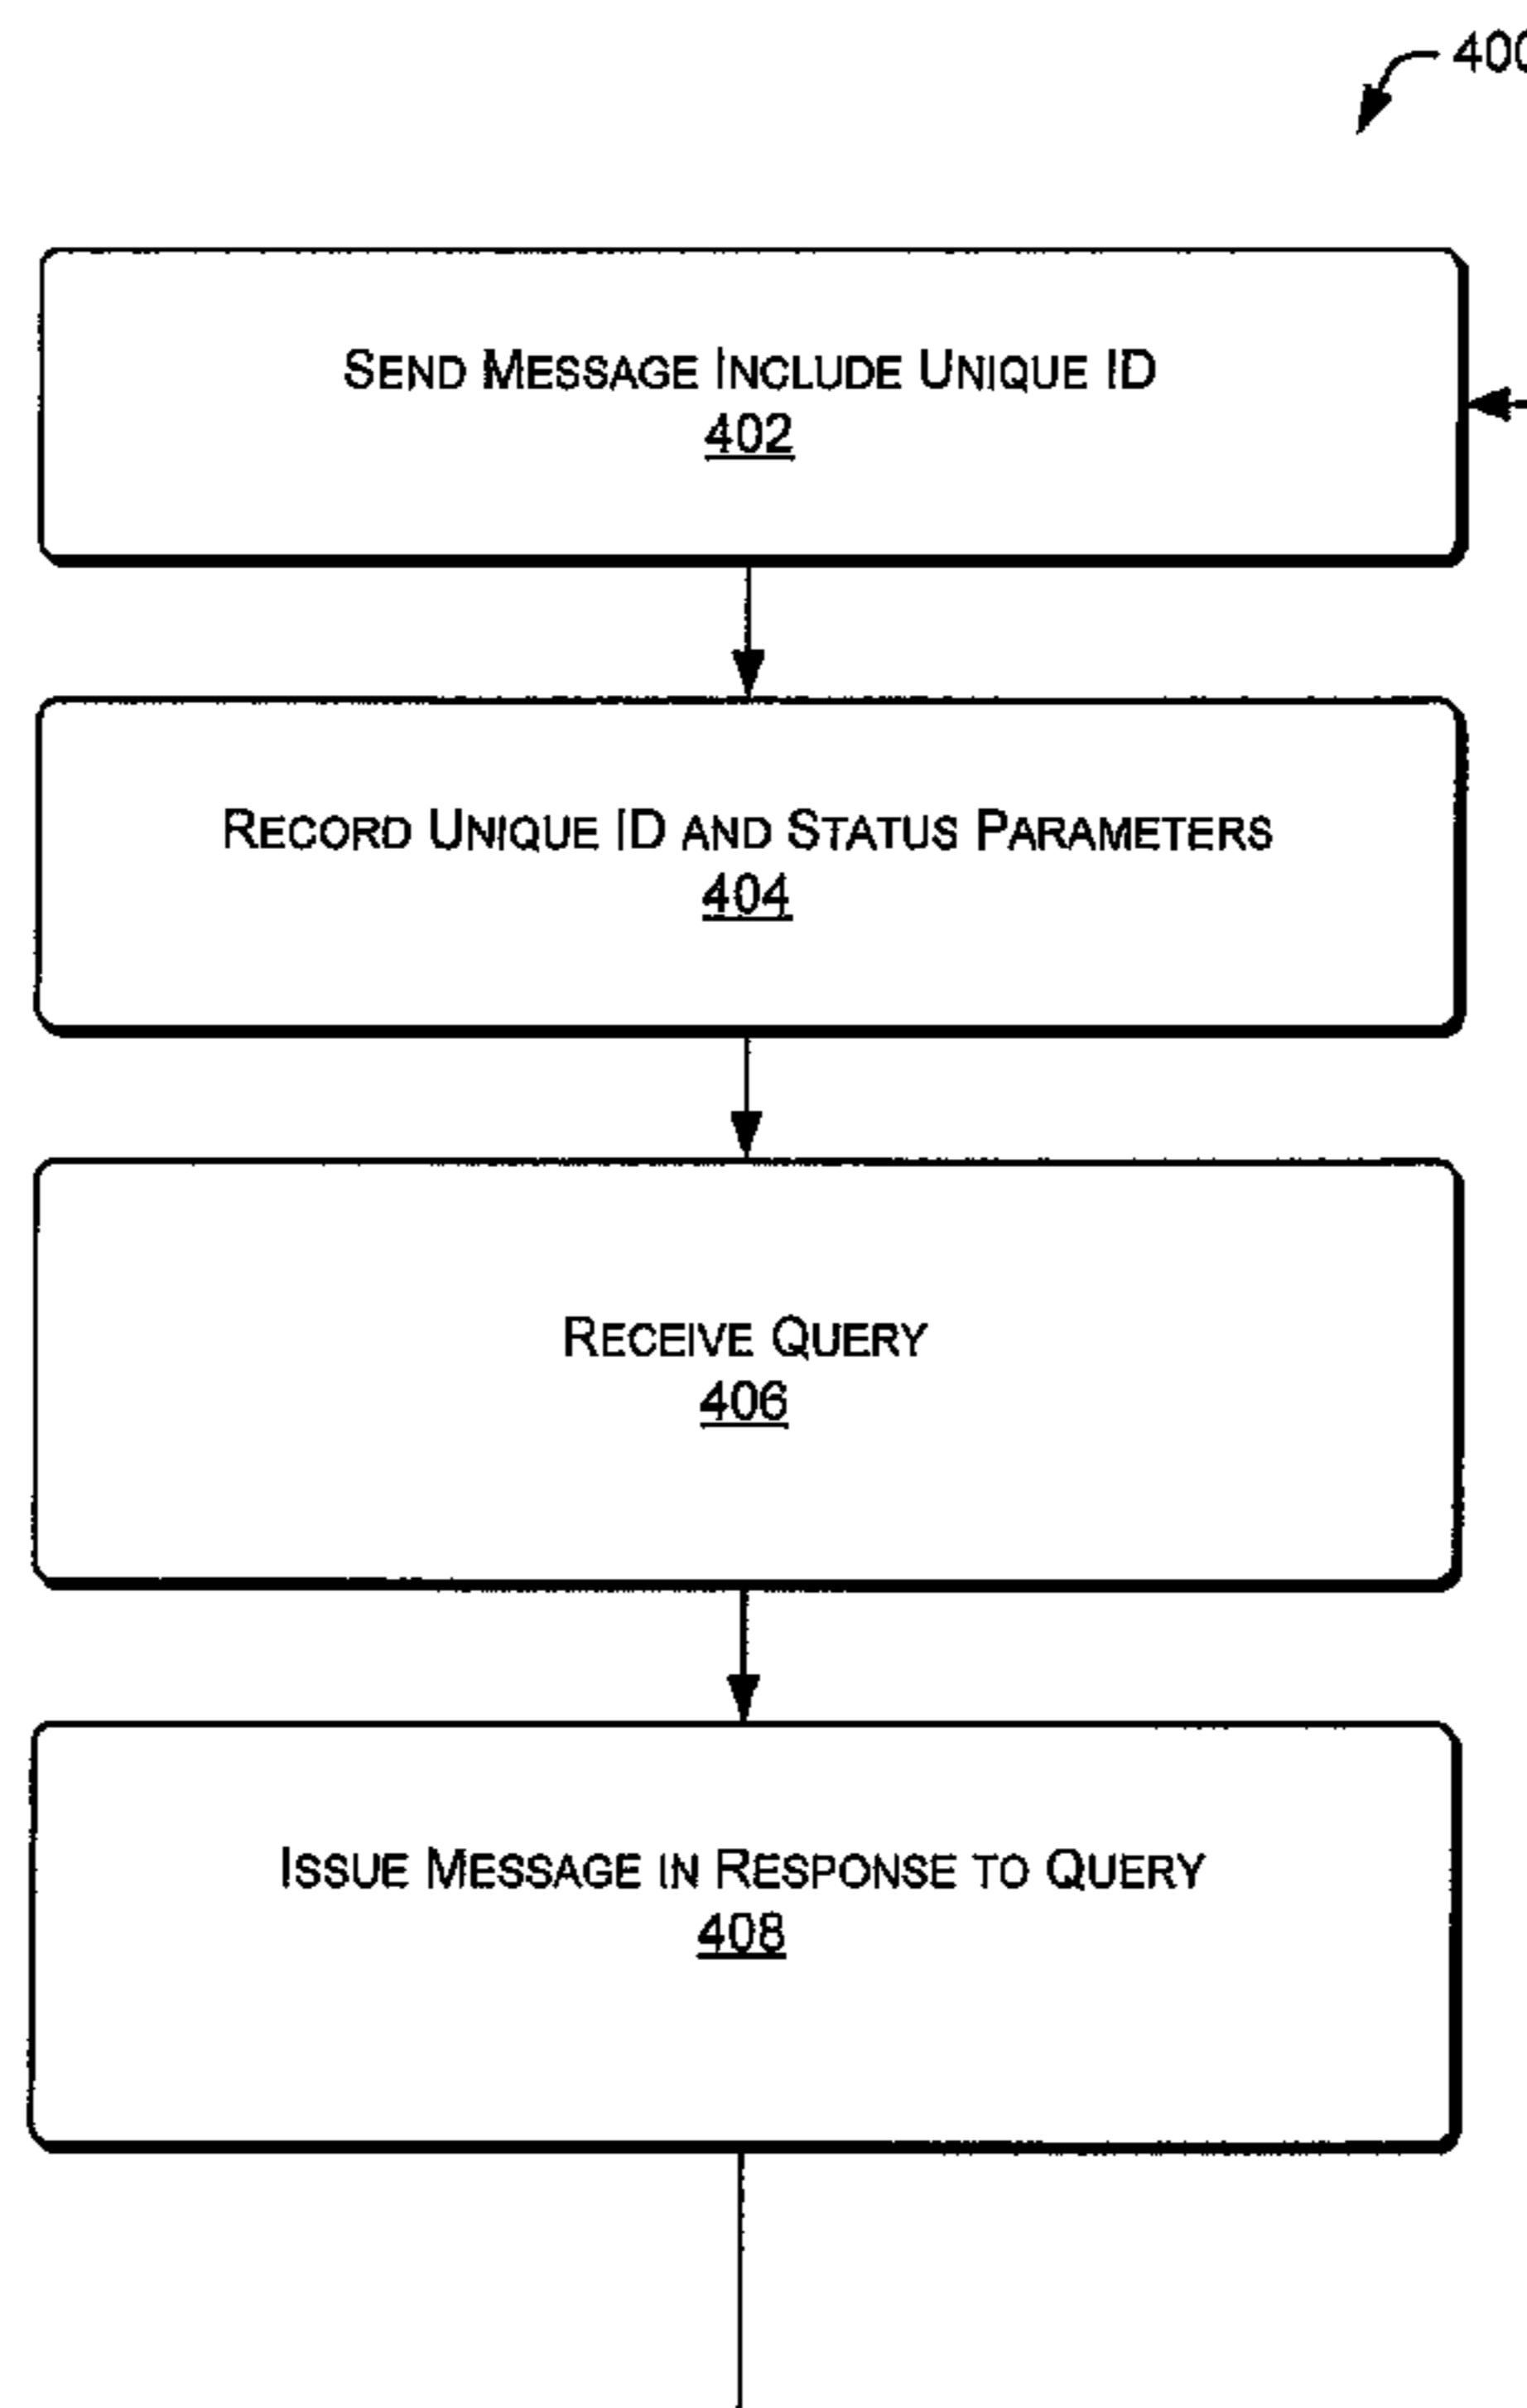 400
SEND MESSAGE INCLUDE UNIQUE ID
402
RECORD UNIQUE ID AND STATUS PARAMETERS
404
RECEIVE QUERY
406
ISSUE MESSAGE IN RESPONSE TO QUERY
408